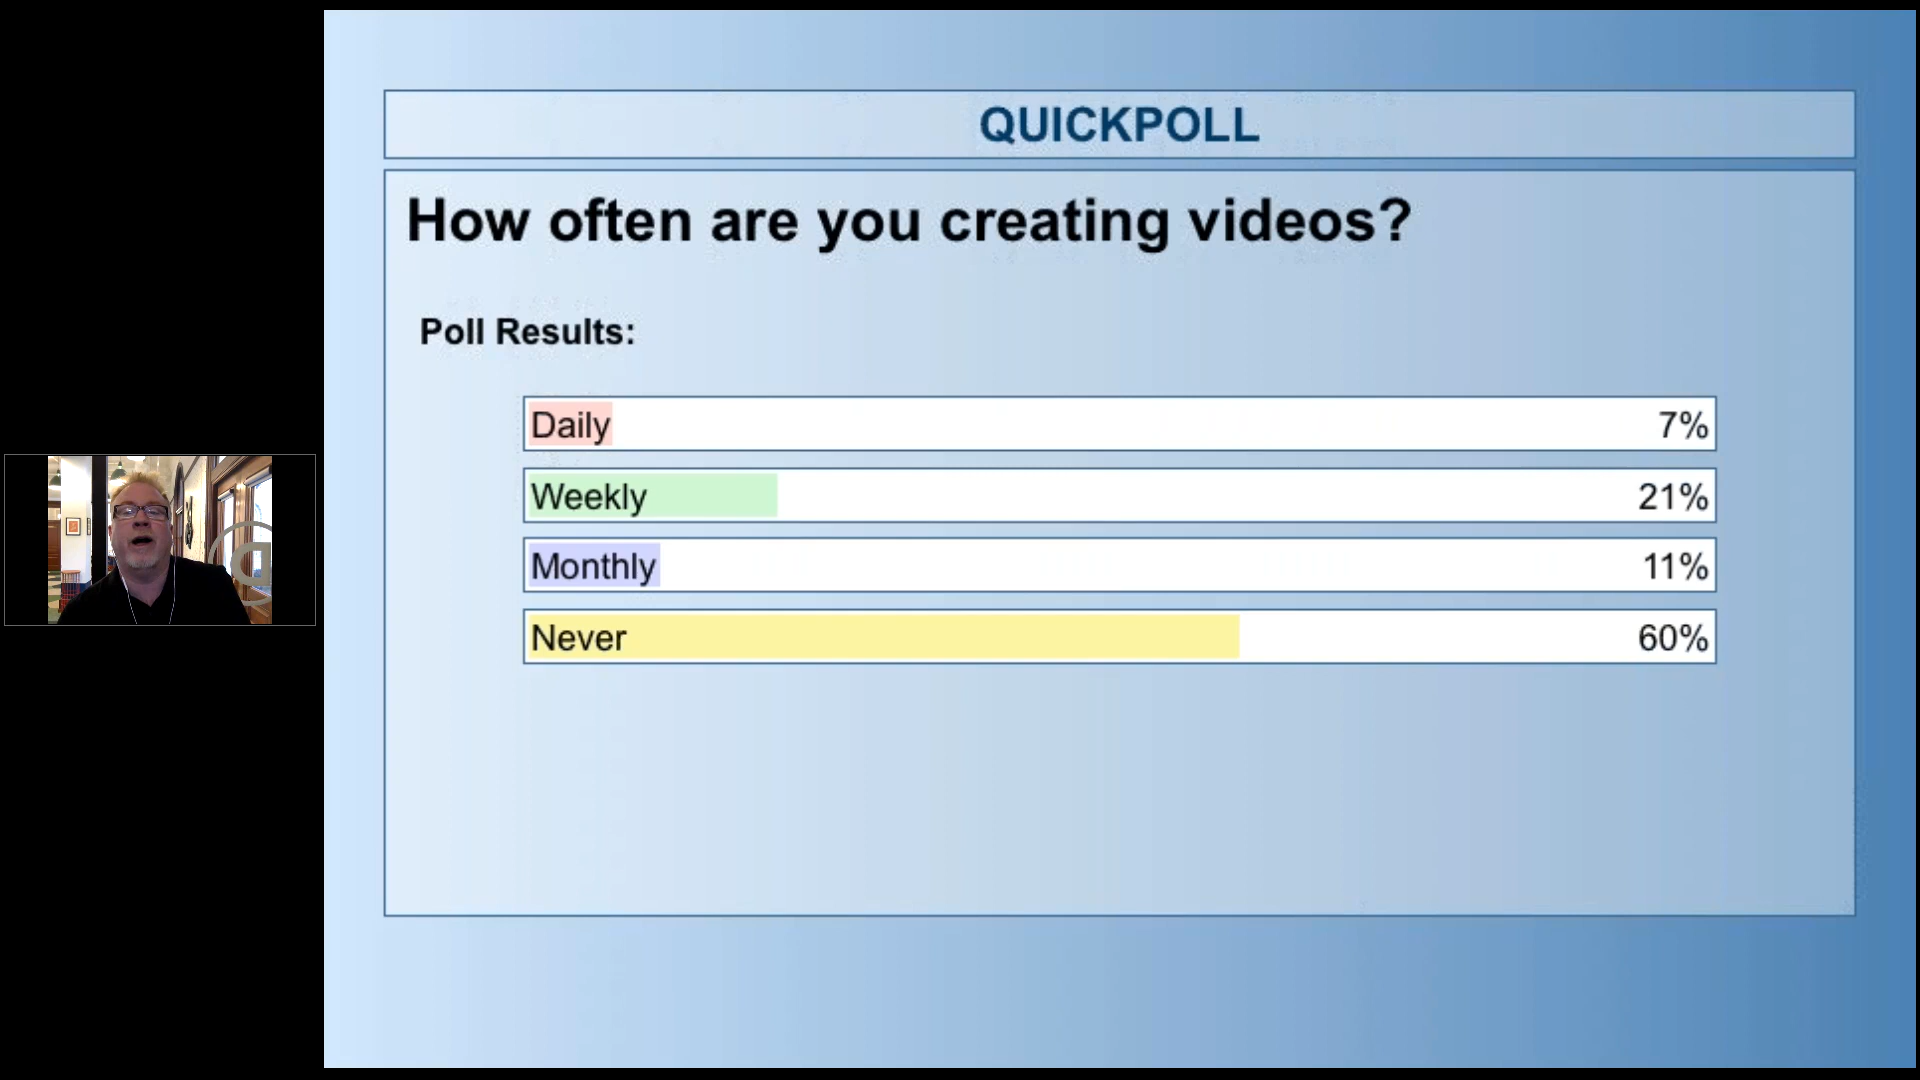 QUICKPOLL
How often are you creating videos?
Poll Results:
Daily 7%
Weekly 21%
Monthly 11%
Never 60%